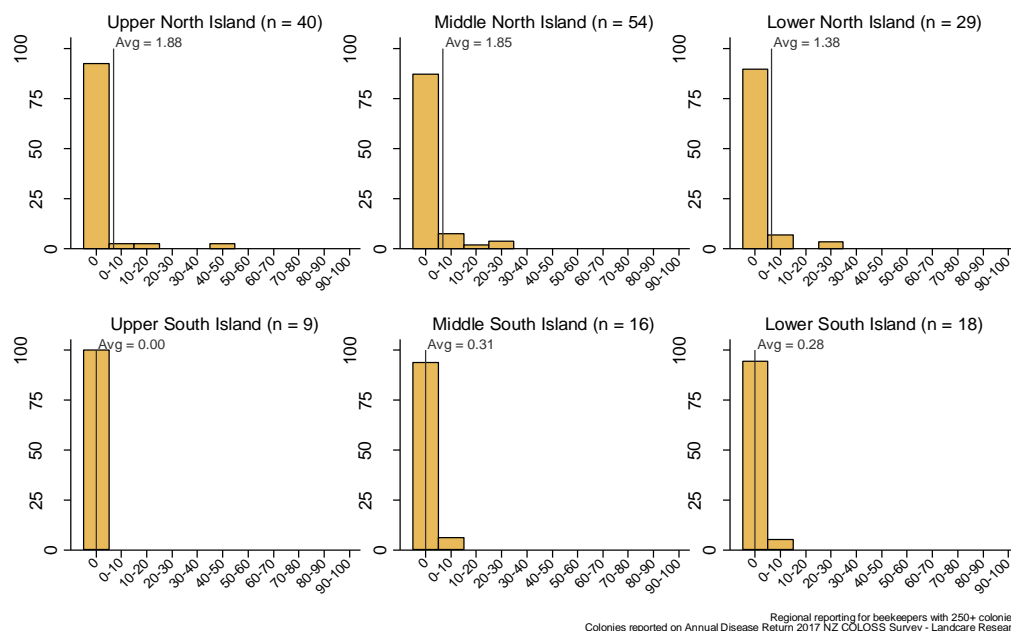 Upper North Island (n = 40)
Avg = 1.88
100
75
50
25
0
0 0-10 10-20 20-30 30-40 40-50 50-60 60-70 70-80 80-90 90-100
Middle North Island (n = 54)
Avg = 1.85
100
75
50
25
0
0 0-10 10-20 20-30 30-40 40-50 50-60 60-70 70-80 80-90 90-100
Lower North Island (n = 29)
Avg = 1.38
100
75
50
25
0
0 0-10 10-20 20-30 30-40 40-50 50-60 60-70 70-80 80-90 90-100
Upper South Island (n = 9)
Avg = 0.00
100
75
50
25
0
0 0-10 10-20 20-30 30-40 40-50 50-60 60-70 70-80 80-90 90-100
Middle South Island (n = 16)
Avg = 0.31
100
75
50
25
0
0 0-10 10-20 20-30 30-40 40-50 50-60 60-70 70-80 80-90 90-100
Lower South Island (n = 18)
Avg = 0.28
100
75
50
25
0
0 0-10 10-20 20-30 30-40 40-50 50-60 60-70 70-80 80-90 90-100
Regional reporting for beekeepers with 250+ colonie
Colonies reported on Annual Disease Return 2017 NZ COLOSS Survey - Landcare Resear